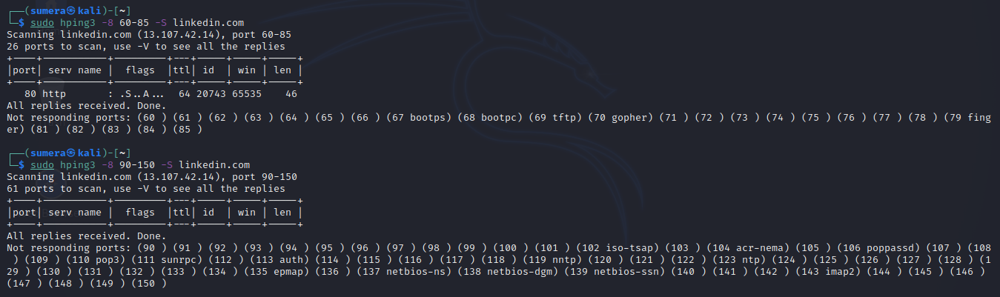 ┌──(sumera㉿kali)-[~]
└─$ sudo hping3 -8 60-85 -S linkedin.com
Scanning linkedin.com (13.107.42.14), port 60-85
26 ports to scan, use -V to see all the replies
+----+-----------+---------+---+-----+-----+-----+
|port| serv name |  flags  |ttl| id  | win | len |
+----+-----------+---------+---+-----+-----+-----+
   80 http       : .S..A...  64 20743 65535    46
All replies received. Done.
Not responding ports: (60 ) (61 ) (62 ) (63 ) (64 ) (65 ) (66 ) (67 bootps) (68 bootpc) (69 tftp) (70 gopher) (71 ) (72 ) (73 ) (74 ) (75 ) (76 ) (77 ) (78 ) (79 fing
er) (81 ) (82 ) (83 ) (84 ) (85 )
┌──(sumera㉿kali)-[~]
└─$ sudo hping3 -8 90-150 -S linkedin.com
Scanning linkedin.com (13.107.42.14), port 90-150
61 ports to scan, use -V to see all the replies
+----+-----------+---------+---+-----+-----+-----+
|port| serv name |  flags  |ttl| id  | win | len |
+----+-----------+---------+---+-----+-----+-----+
All replies received. Done.
Not responding ports: (90 ) (91 ) (92 ) (93 ) (94 ) (95 ) (96 ) (97 ) (98 ) (99 ) (100 ) (101 ) (102 iso-tsap) (103 ) (104 acr-nema) (105 ) (106 poppassd) (107 ) (108
 ) (109 ) (110 pop3) (111 sunrpc) (112 ) (113 auth) (114 ) (115 ) (116 ) (117 ) (118 ) (119 nntp) (120 ) (121 ) (122 ) (123 ntp) (124 ) (125 ) (126 ) (127 ) (128 ) (1
29 ) (130 ) (131 ) (132 ) (133 ) (134 ) (135 epmap) (136 ) (137 netbios-ns) (138 netbios-dgm) (139 netbios-ssn) (140 ) (141 ) (142 ) (143 imap2) (144 ) (145 ) (146 )
(147 ) (148 ) (149 ) (150 )